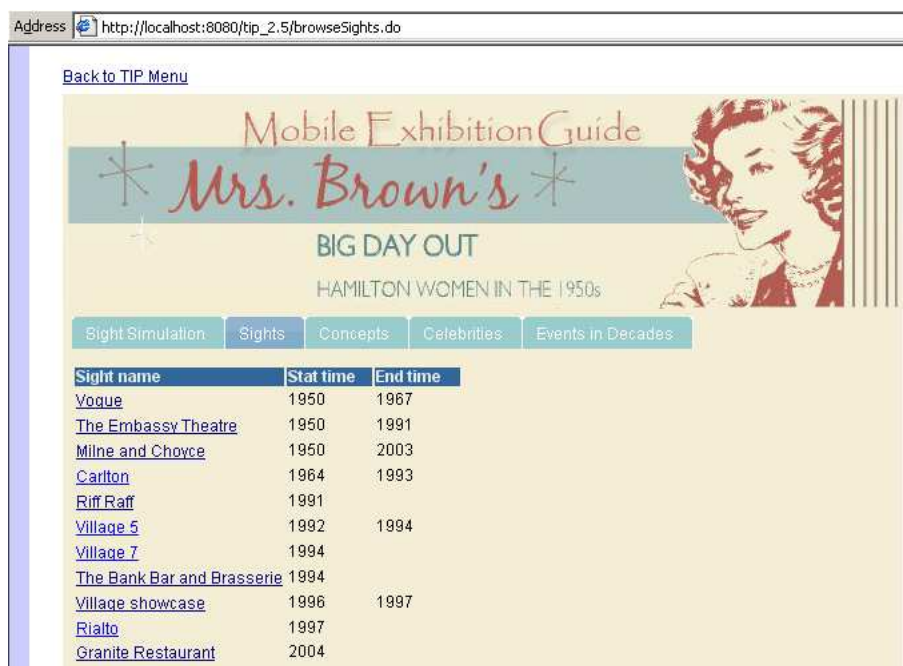 Address http://localhost:8080/tip_2.5/browseSights.do
Back to TIP Menu
Mobile Exhibition Guide
Mrs. Brown's
BIG DAY OUT
HAMILTON WOMEN IN THE 1950s
Sight Simulation Sights Concepts Celebrities Events in Decades
Sight name Stat time End time
Vogue 1950 1967
The Embassy Theatre 1950 1991
Milne and Choyce 1950 2003
Carlton 1964 1993
Riff Raff 1991
Village 5 1992 1994
Village 7 1994
The Bank Bar and Brasserie 1994
Village showcase 1996 1997
Rialto 1997
Granite Restaurant 2004